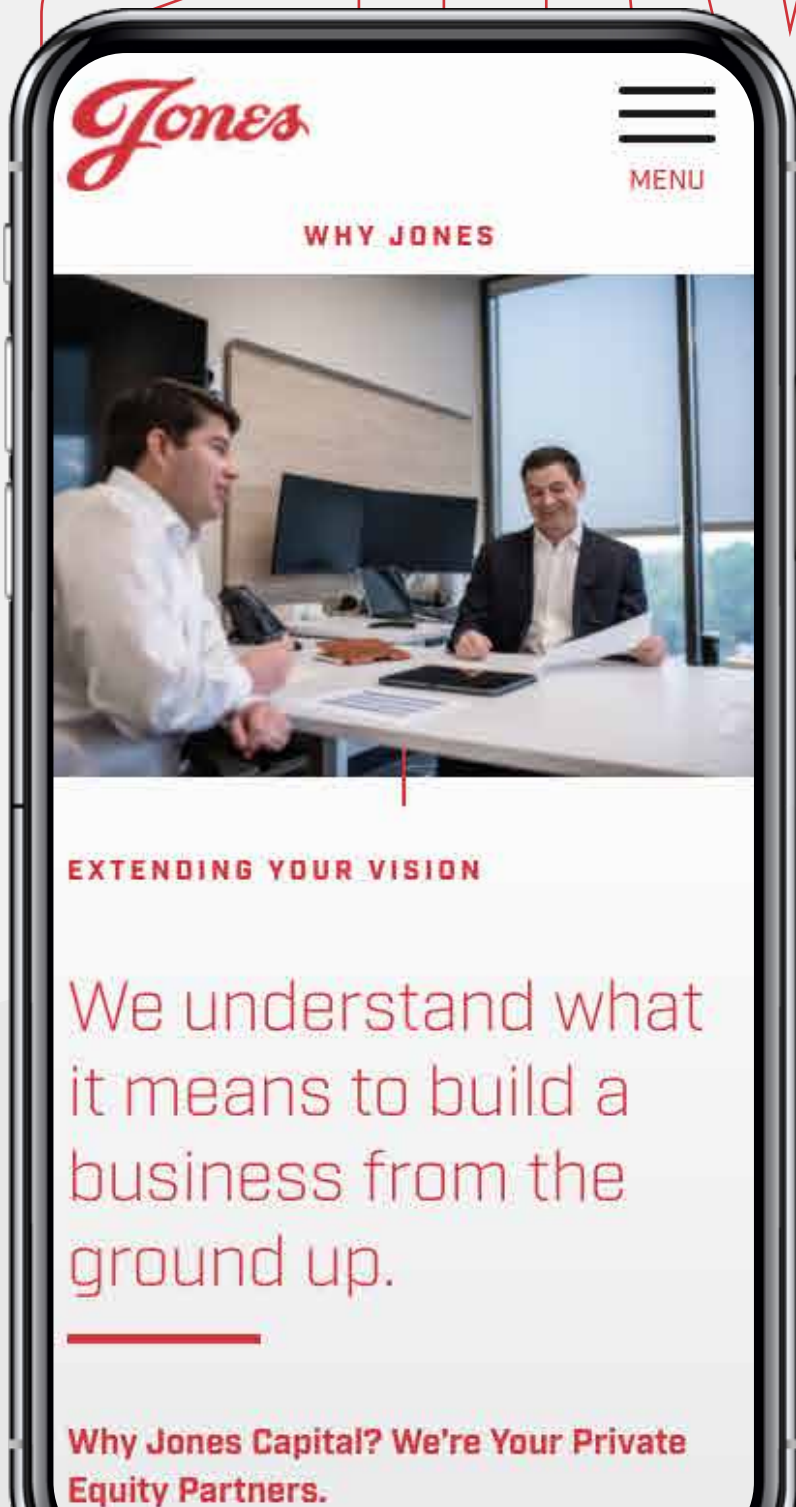 Jones
MENU
WHY JONES
EXTENDING YOUR VISION
We understand what
it means to build a
business from the
ground up.
Why Jones Capital? We're Your Private
Equity Partners.